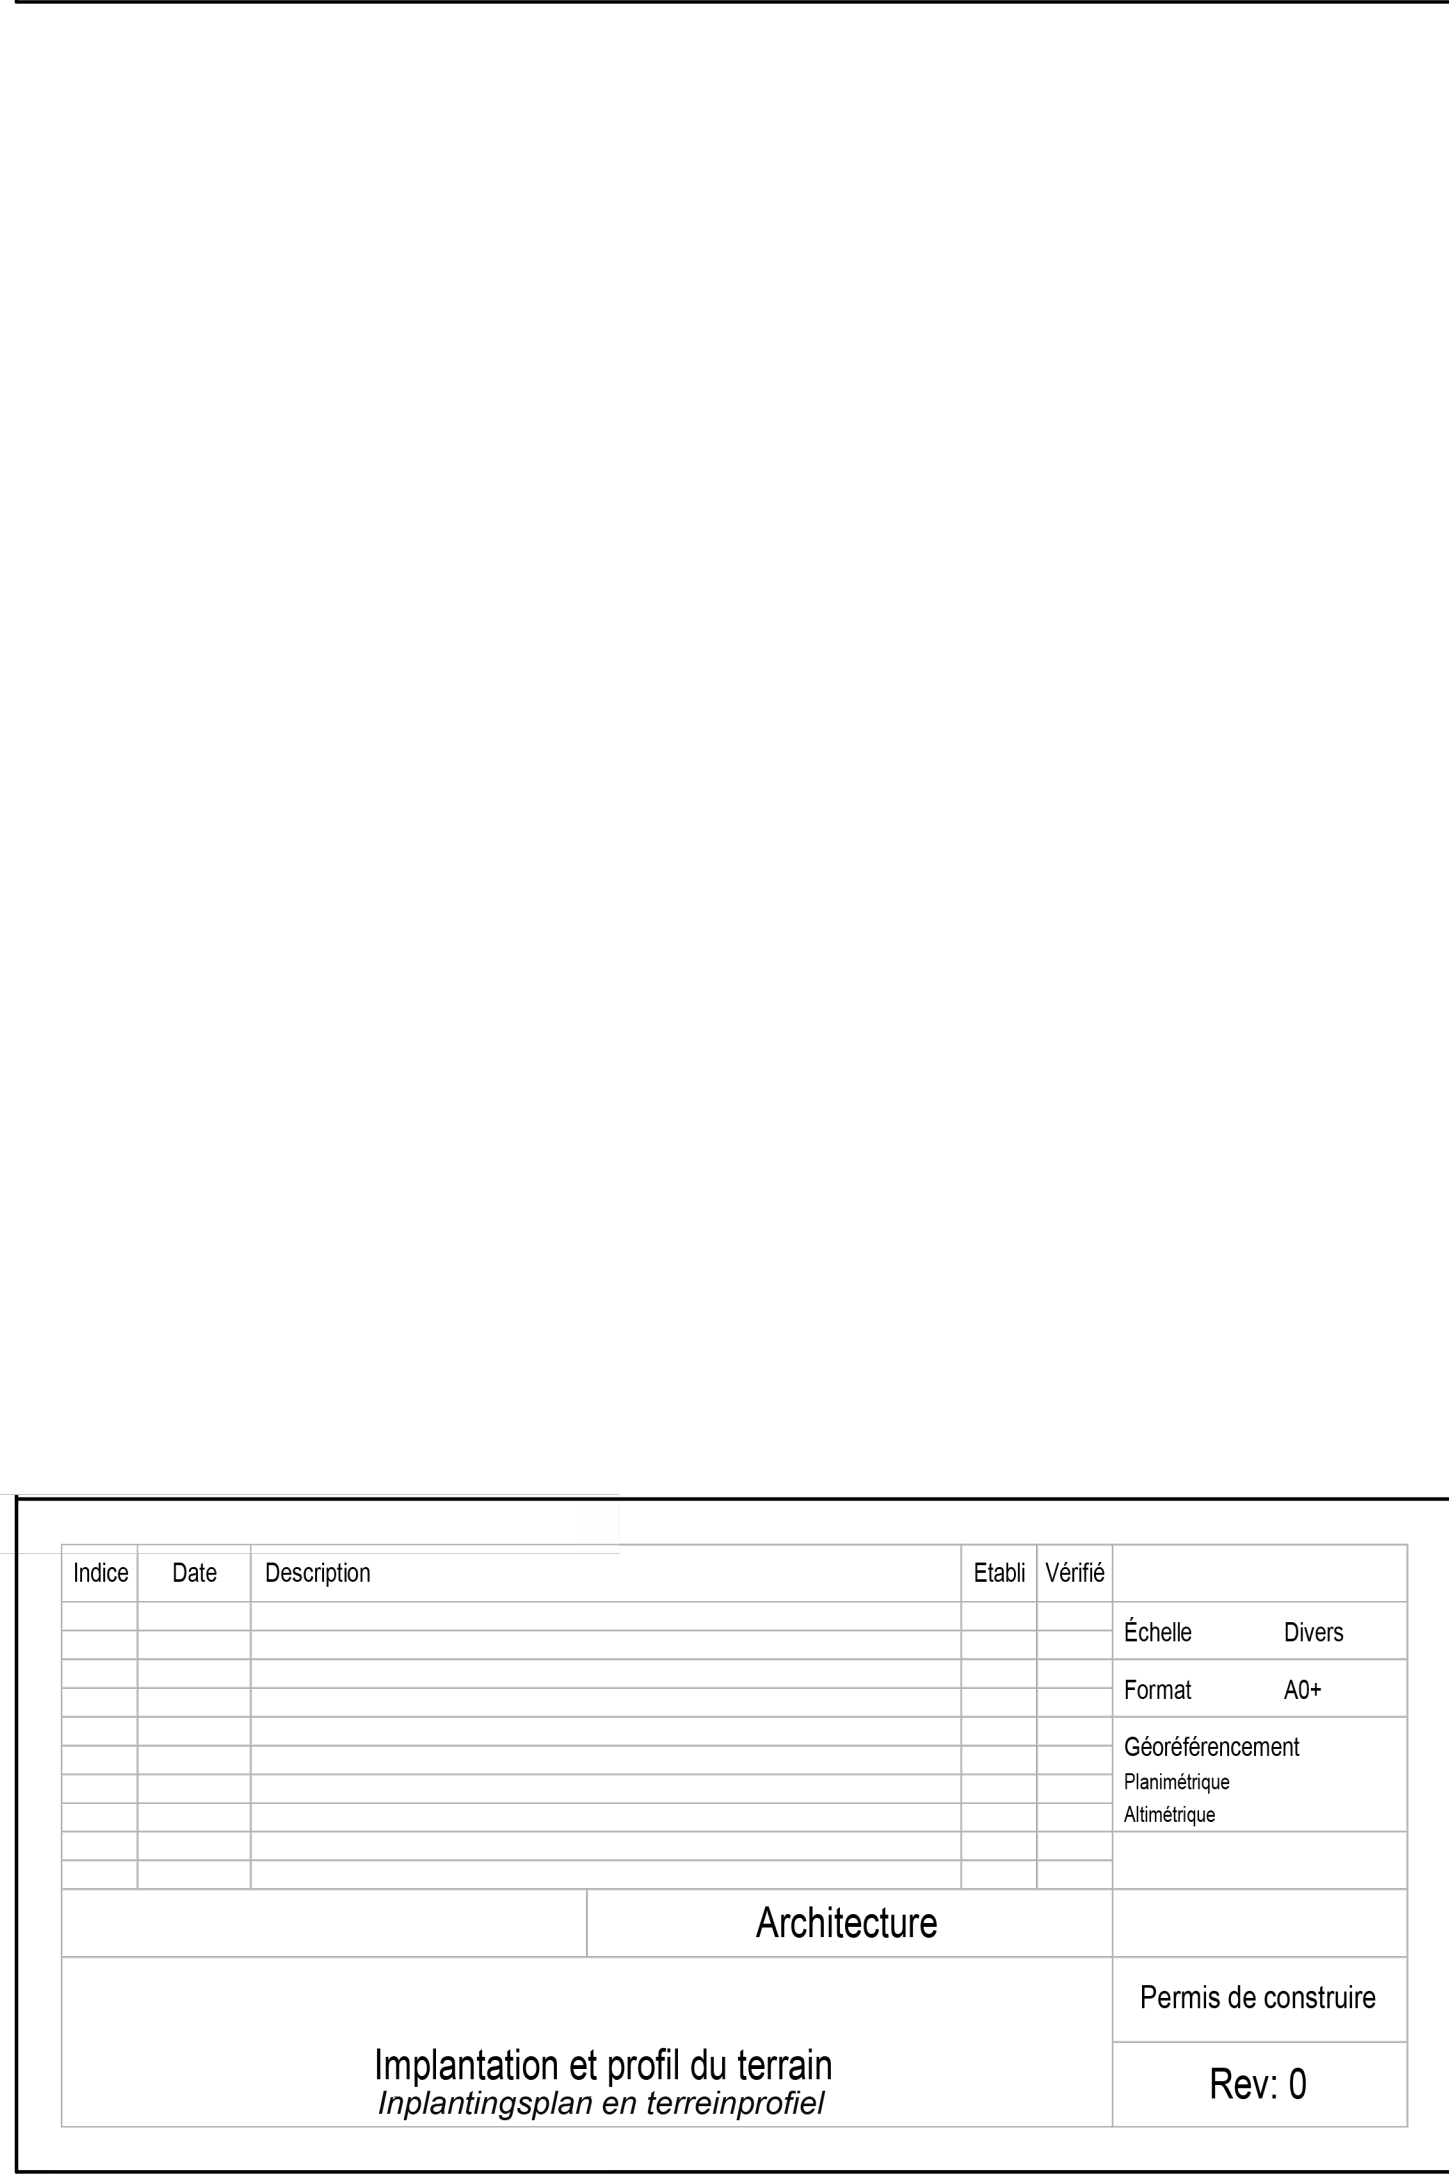 Indice Date Description Etabli Vérifié
Échelle Divers
Format A0+
Géoréférencement
Planimétrique
Altimétrique
Architecture
Permis de construire
Implantation et profil du terrain
Inplantingsplan en terreinprofiel
Rev: 0